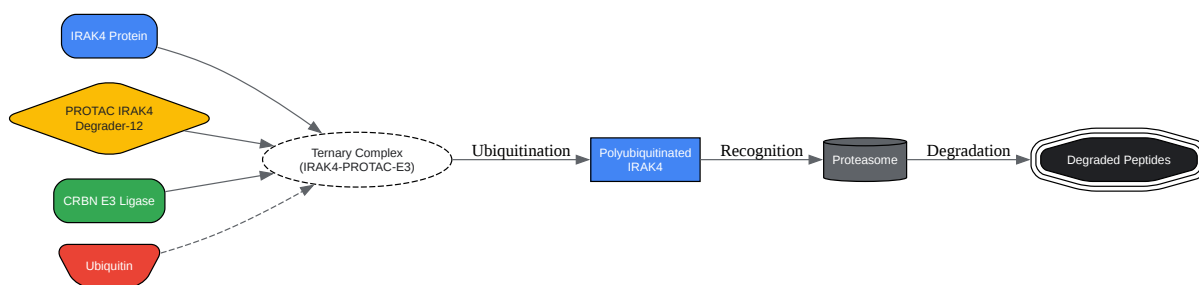 IRAK4 Protein
PROTAC IRAK4
Degrader-12
CRBN E3 Ligase
Ubiquitin
Ternary Complex
(IRAK4-PROTAC-E3)
Ubiquitination
Polyubiquitinated
IRAK4
Recognition
Proteasome
Degradation
Degraded Peptides